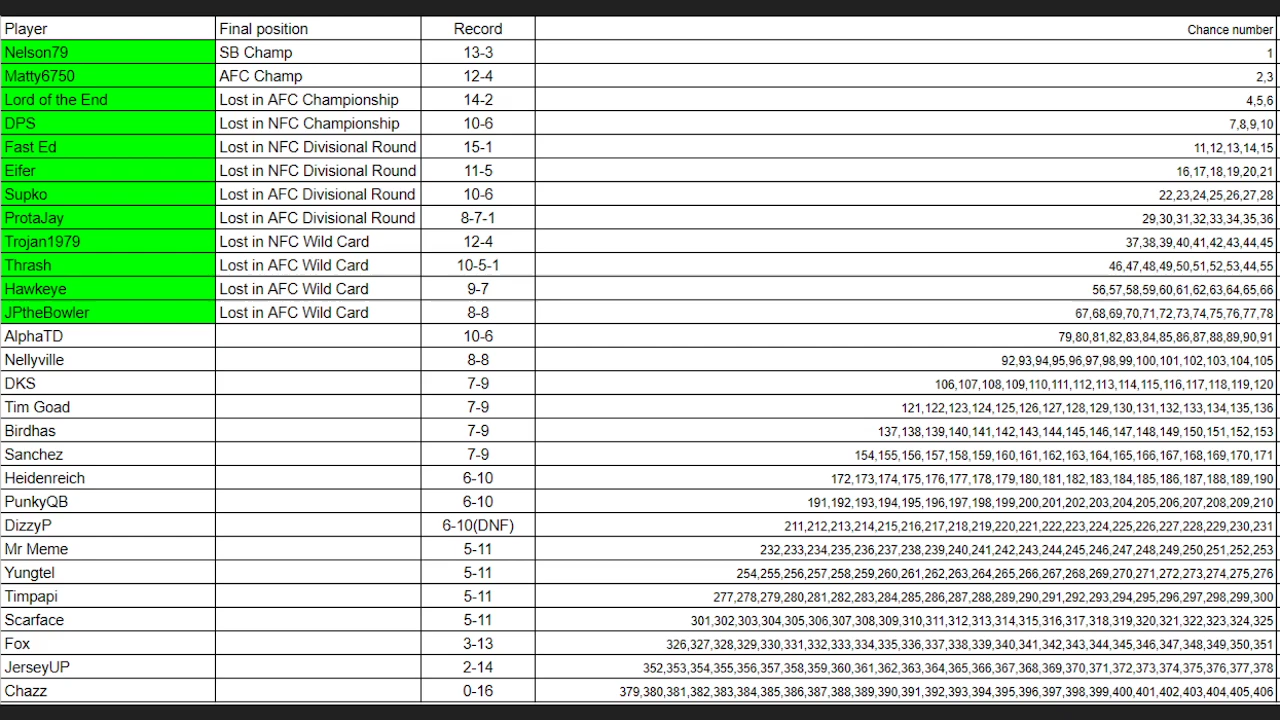 Player Final position Record Chance number
Nelson79 SB Champ 13-3 1
Matty6750 AFC Champ 12-4 2,3
Lord of the End Lost in AFC Championship 14-2 4,5,6
DPS Lost in NFC Championship 10-6 7,8,9,10
Fast Ed Lost in NFC Divisional Round 15-1 11,12,13,14,15
Eifer Lost in NFC Divisional Round 11-5 16,17,18,19,20,21
Supko Lost in AFC Divisional Round 10-6 22,23,24,25,26,27,28
ProtaJay Lost in AFC Divisional Round 8-7-1 29,30,31,32,33,34,35,36
Trojan1979 Lost in NFC Wild Card 12-4 37,38,39,40,41,42,43,44,45
Thrash Lost in AFC Wild Card 10-5-1 46,47,48,49,50,51,52,53,44,55
Hawkeye Lost in AFC Wild Card 9-7 56,57,58,59,60,61,62,63,64,65,66
JPtheBowler Lost in AFC Wild Card 8-8 67,68,69,70,71,72,73,74,75,76,77,78
AlphaTD 10-6 79,80,81,82,83,84,85,86,87,88,89,90,91
Nellyville 8-8 92,93,94,95,96,97,98,99,100,101,102,103,104,105
DKS 7-9 106,107,108,109,110,111,112,113,114,115,116,117,118,119,120
Tim Goad 7-9 121,122,123,124,125,126,127,128,129,130,131,132,133,134,135,136
Birdhas 7-9 137,138,139,140,141,142,143,144,145,146,147,148,149,150,151,152,153
Sanchez 7-9 154,155,156,157,158,159,160,161,162,163,164,165,166,167,168,169,170,171
Heidenreich 6-10 172,173,174,175,176,177,178,179,180,181,182,183,184,185,186,187,188,189,190
PunkyQB 6-10 191,192,193,194,195,196,197,198,199,200,201,202,203,204,205,206,207,208,209,210
DizzyP 6-10(DNF) 211,212,213,214,215,216,217,218,219,220,221,222,223,224,225,226,227,228,229,230,231
Mr Meme 5-11 232,233,234,235,236,237,238,239,240,241,242,243,244,245,246,247,248,249,250,251,252,253
Yungtel 5-11 254,255,256,257,258,259,260,261,262,263,264,265,266,267,268,269,270,271,272,273,274,275,276
Timpapi 5-11 277,278,279,280,281,282,283,284,285,286,287,288,289,290,291,292,293,294,295,296,297,298,299,300
Scarface 5-11 301,302,303,304,305,306,307,308,309,310,311,312,313,314,315,316,317,318,319,320,321,322,323,324,325
Fox 3-13 326,327,328,329,330,331,332,333,334,335,336,337,338,339,340,341,342,343,344,345,346,347,348,349,350,351
JerseyUP 2-14 352,353,354,355,356,357,358,359,360,361,362,363,364,365,366,367,368,369,370,371,372,373,374,375,376,377,378
Chazz 0-16 379,380,381,382,383,384,385,386,387,388,389,390,391,392,393,394,395,396,397,398,399,400,401,402,403,404,405,406